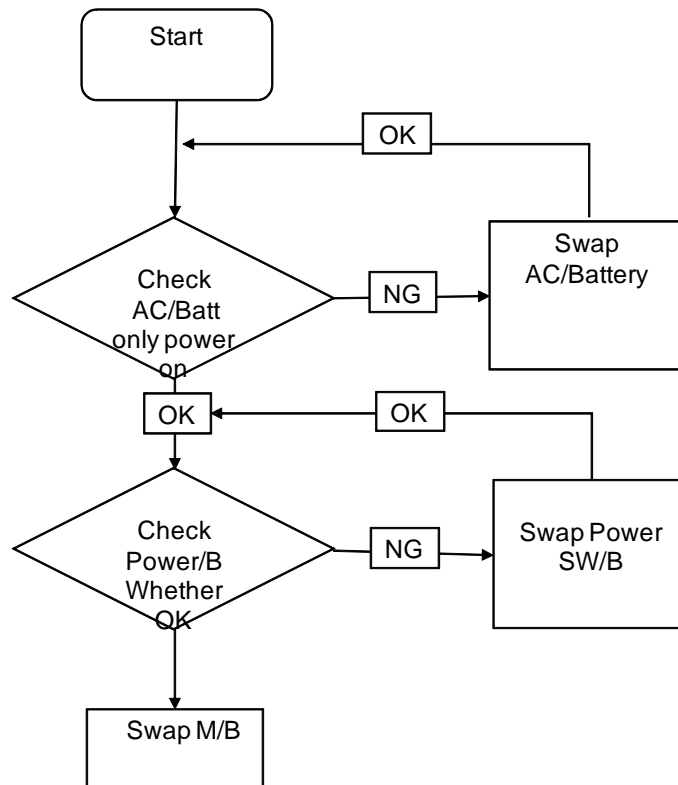 Start
OK
Check
AC/Batt
only power
on
NG
Swap
AC/Battery
OK
OK
Check
Power/B
Whether
OK
NG
Swap Power
SW/B
Swap M/B